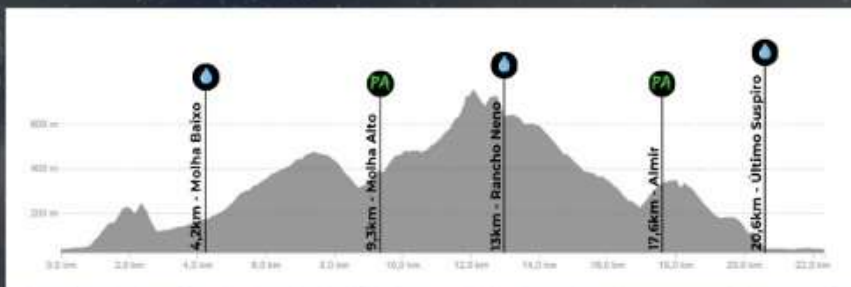 PA
PA
4,2km - Molha Baixo
9,3km - Molha Alto
13km - Rancho Neno
17,6km - Almir
20,6km - Último Suspiro
600 m
400 m
200 m
0,0 km
2,0 km
4,0 km
6,0 km
8,0 km
10,0 km
12,0 km
14,0 km
16,0 km
18,0 km
20,0 km
22,0 km